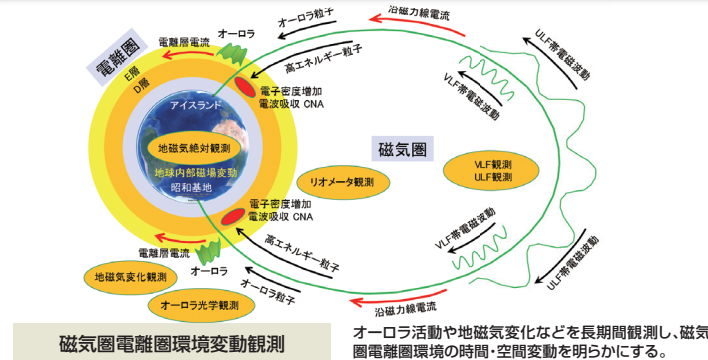 沿磁力線電流
オーロラ粒子
オーロラ
電離層電流
電離圏
高エネルギー粒子
ULF帯電磁波動
VLF帯電磁波動
E層
D層
電子密度増加
電波吸収 CNA
アイスランド
地磁気絶対観測
地球内部磁場変動
昭和基地
磁気圏
リオメータ観測
VLF観測
ULF観測
電子密度増加
電波吸収 CNA
高エネルギー粒子
VLF帯電磁波動
ULF帯電磁波動
電離層電流
オーロラ
オーロラ粒子
地磁気変化観測
オーロラ光学観測
沿磁力線電流
磁気圏電離圏環境変動観測
オーロラ活動や地磁気変化などを長期間観測し、磁気
圏電離圏環境の時間・空間変動を明らかにする。